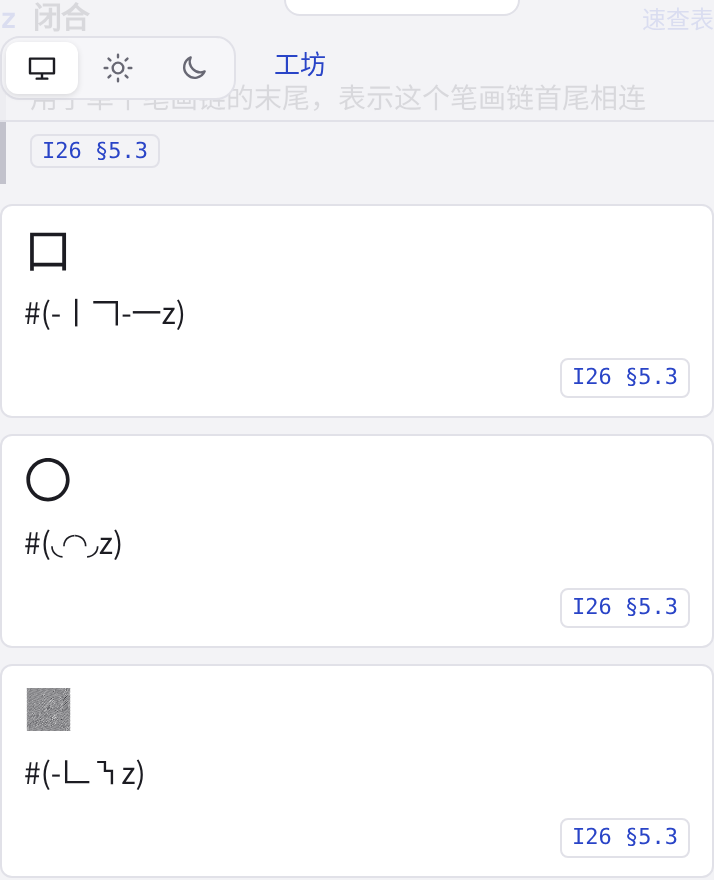 z 闭合
速查表
工坊
用于单个笔画链的末尾，表示这个笔画链首尾相连
I26 §5.3
口
#(-丨𠃍-一z)
I26 §5.3
〇
#(◟◠◞z)
I26 §5.3
#(-𠃊㇅z)
I26 §5.3